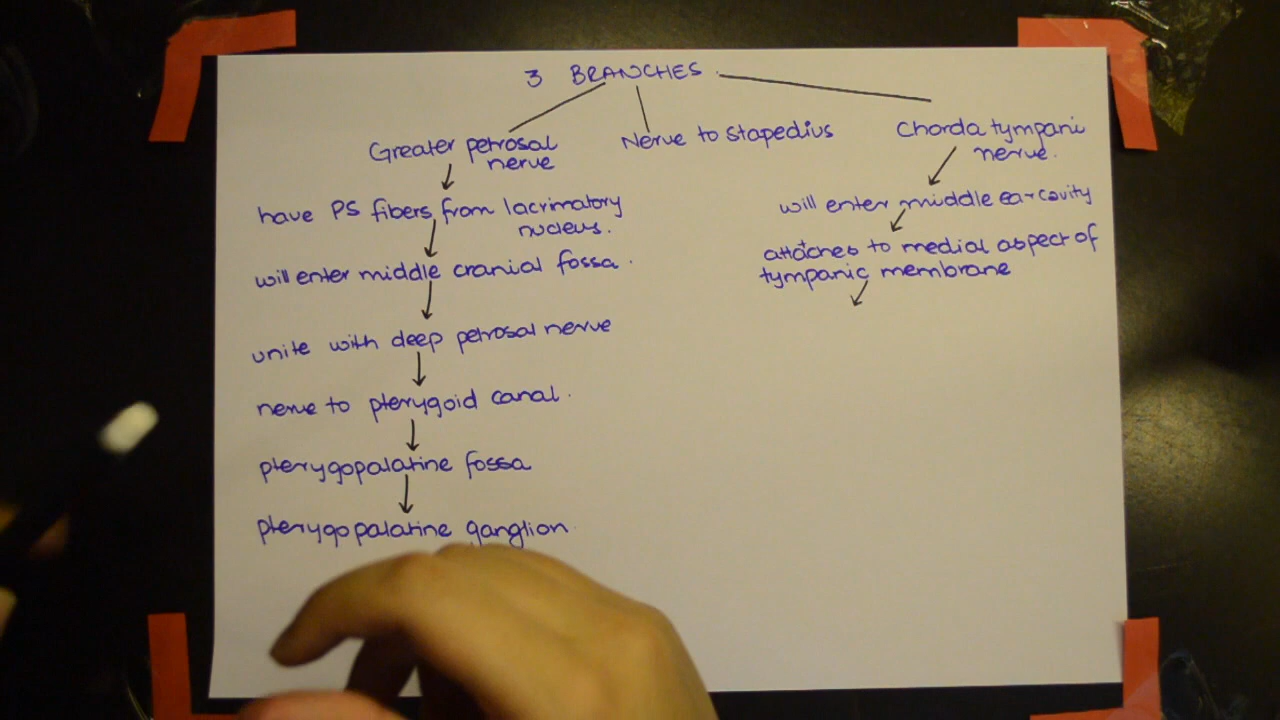 3 BRANCHES.
Greater petrosal
nerve
have PS fibers from lacrimatory
nucleus.
will enter middle cranial fossa.
unite with deep petrosal nerve
nerve to pterygoid canal.
pterygopalatine fossa
pterygopalatine ganglion
Nerve to stapedius
Chorda tympani
nerve.
will enter middle ear cavity
attatches to medial aspect of
tympanic membrane